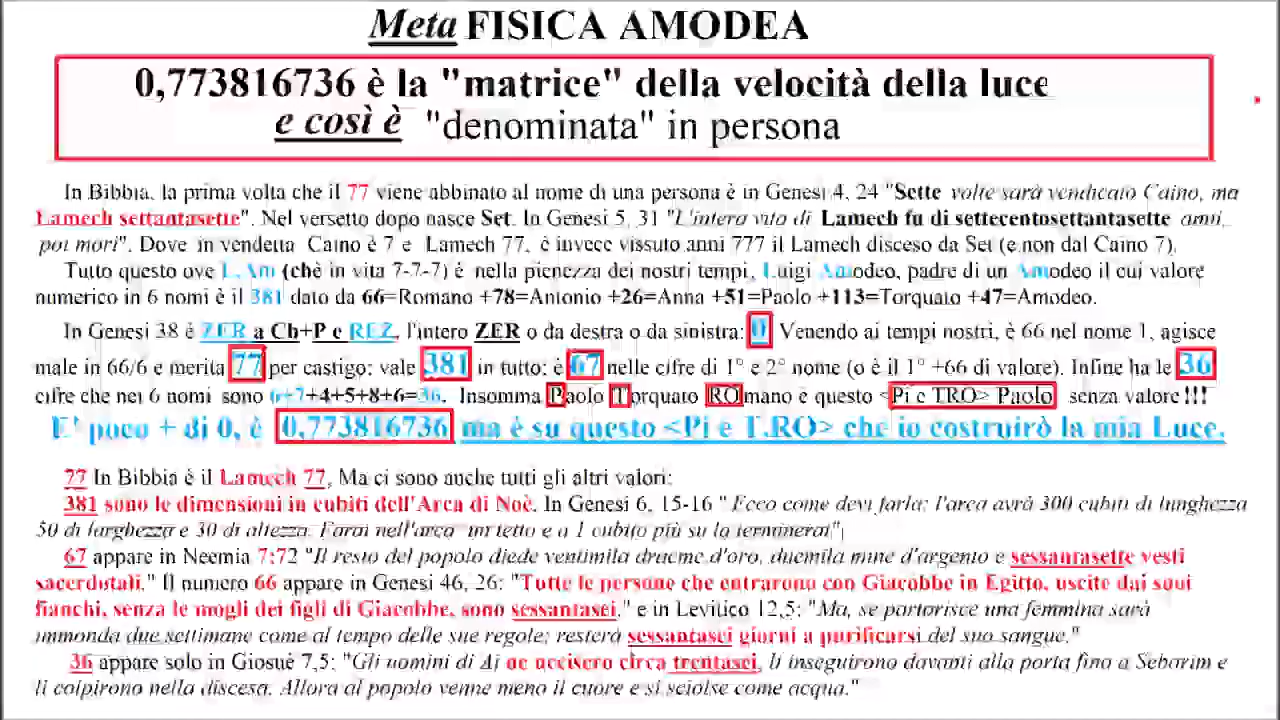 Meta FISICA AMODEA
0,773816736 è la "matrice" della velocità della luce
e così è "denominata" in persona
In Bibbia, la prima volta che il 77 viene abbinato al nome di una persona è in Genesi 4, 24 "Sette volte sarà vendicato Caino, ma
Lamech settantasette". Nel versetto dopo nasce Set. In Genesi 5, 31 "L'intera vita di Lamech fu di settecentosettantasette anni,
poi morì". Dove in vendetta Caino è 7 e Lamech 77, è invece vissuto anni 777 il Lamech disceso da Set (e non dal Caino 7).
Tutto questo ove L.Am (chè in vita 7-7-7) è nella pienezza dei nostri tempi, Luigi Amodeo, padre di un Amodeo il cui valore
numerico in 6 nomi è il 381 dato da 66=Romano +78=Antonio +26=Anna +51=Paolo +113=Torquato +47=Amodeo.
In Genesi 38 è ZER a Ch+P e REZ, l'intero ZER o da destra o da sinistra: 0 Venendo ai tempi nostri, è 66 nel nome 1, agisce
male in 66/6 e merita 77 per castigo: vale 381 in tutto: è 67 nelle cifre di 1° e 2° nome (o è il 1° +66 di valore). Infine ha le 36
cifre che nei 6 nomi sono 6+7+4+5+8+6=36. Insomma Paolo Torquato ROmano è questo <Pi e TRO> Paolo senza valore!!!
E' poco + di 0, è 0,773816736 ma è su questo <Pi e T.RO> che io costruirò la mia Luce.
77 In Bibbia è il Lamech 77, Ma ci sono anche tutti gli altri valori:
381 sono le dimensioni in cubiti dell'Arca di Noè. In Genesi 6, 15-16 "Ecco come devi farla: l'arca avrà 300 cubiti di lunghezza
50 di larghezza e 30 di altezza. Farai nell'arca un tetto e a 1 cubito più su la terminerai"
67 appare in Neemia 7:72 "Il resto del popolo diede ventimila dracme d'oro, duemila mine d'argento e sessantasette vesti
sacerdotali." Il numero 66 appare in Genesi 46, 26: "Tutte le persone che entrarono con Giacobbe in Egitto, uscite dai suoi
fianchi, senza le mogli dei figli di Giacobbe, sono sessantasei." e in Levitico 12,5: "Ma, se partorisce una femmina sarà
immonda due settimane come al tempo delle sue regole; resterà sessantasei giorni a purificarsi del suo sangue."
36 appare solo in Giosuè 7,5: "Gli uomini di Ai ne uccisero circa trentasei, li inseguirono davanti alla porta fino a Sebarim e
li colpirono nella discesa. Allora al popolo venne meno il cuore e si sciolse come acqua."